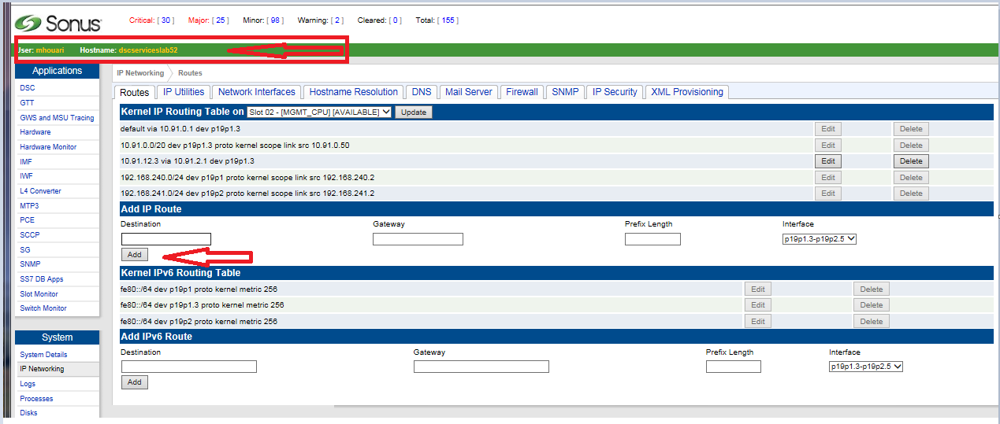 Sonus
Critical: [ 30 ] Major: [ 25 ] Minor: [ 98 ] Warning: [ 2 ] Cleared: [ 0 ] Total: [ 155 ]
User: mhouari Hostname: dscserviceslab52
Applications
DSC
GTT
GWS and MSU Tracing
Hardware
Hardware Monitor
IMF
IWF
L4 Converter
MTP3
PCE
SCCP
SG
SNMP
SS7 DB Apps
Slot Monitor
Switch Monitor
System
System Details
IP Networking
Logs
Processes
Disks
IP Networking Routes
Routes IP Utilities Network Interfaces Hostname Resolution DNS Mail Server Firewall SNMP IP Security XML Provisioning
Kernel IP Routing Table on Slot 02 - [MGMT_CPU] [AVAILABLE] Update
default via 10.91.0.1 dev p19p1.3 Edit Delete
10.91.0.0/20 dev p19p1.3 proto kernel scope link src 10.91.0.50 Edit Delete
10.91.12.3 via 10.91.2.1 dev p19p1.3 Edit Delete
192.168.240.0/24 dev p19p1 proto kernel scope link src 192.168.240.2 Edit Delete
192.168.241.0/24 dev p19p2 proto kernel scope link src 192.168.241.2 Edit Delete
Add IP Route
Destination Gateway Prefix Length Interface
p19p1.3-p19p2.5
Add
Kernel IPv6 Routing Table
fe80::/64 dev p19p1 proto kernel metric 256 Edit Delete
fe80::/64 dev p19p1.3 proto kernel metric 256 Edit Delete
fe80::/64 dev p19p2 proto kernel metric 256 Edit Delete
Add IPv6 Route
Destination Gateway Prefix Length Interface
p19p1.3-p19p2.5
Add